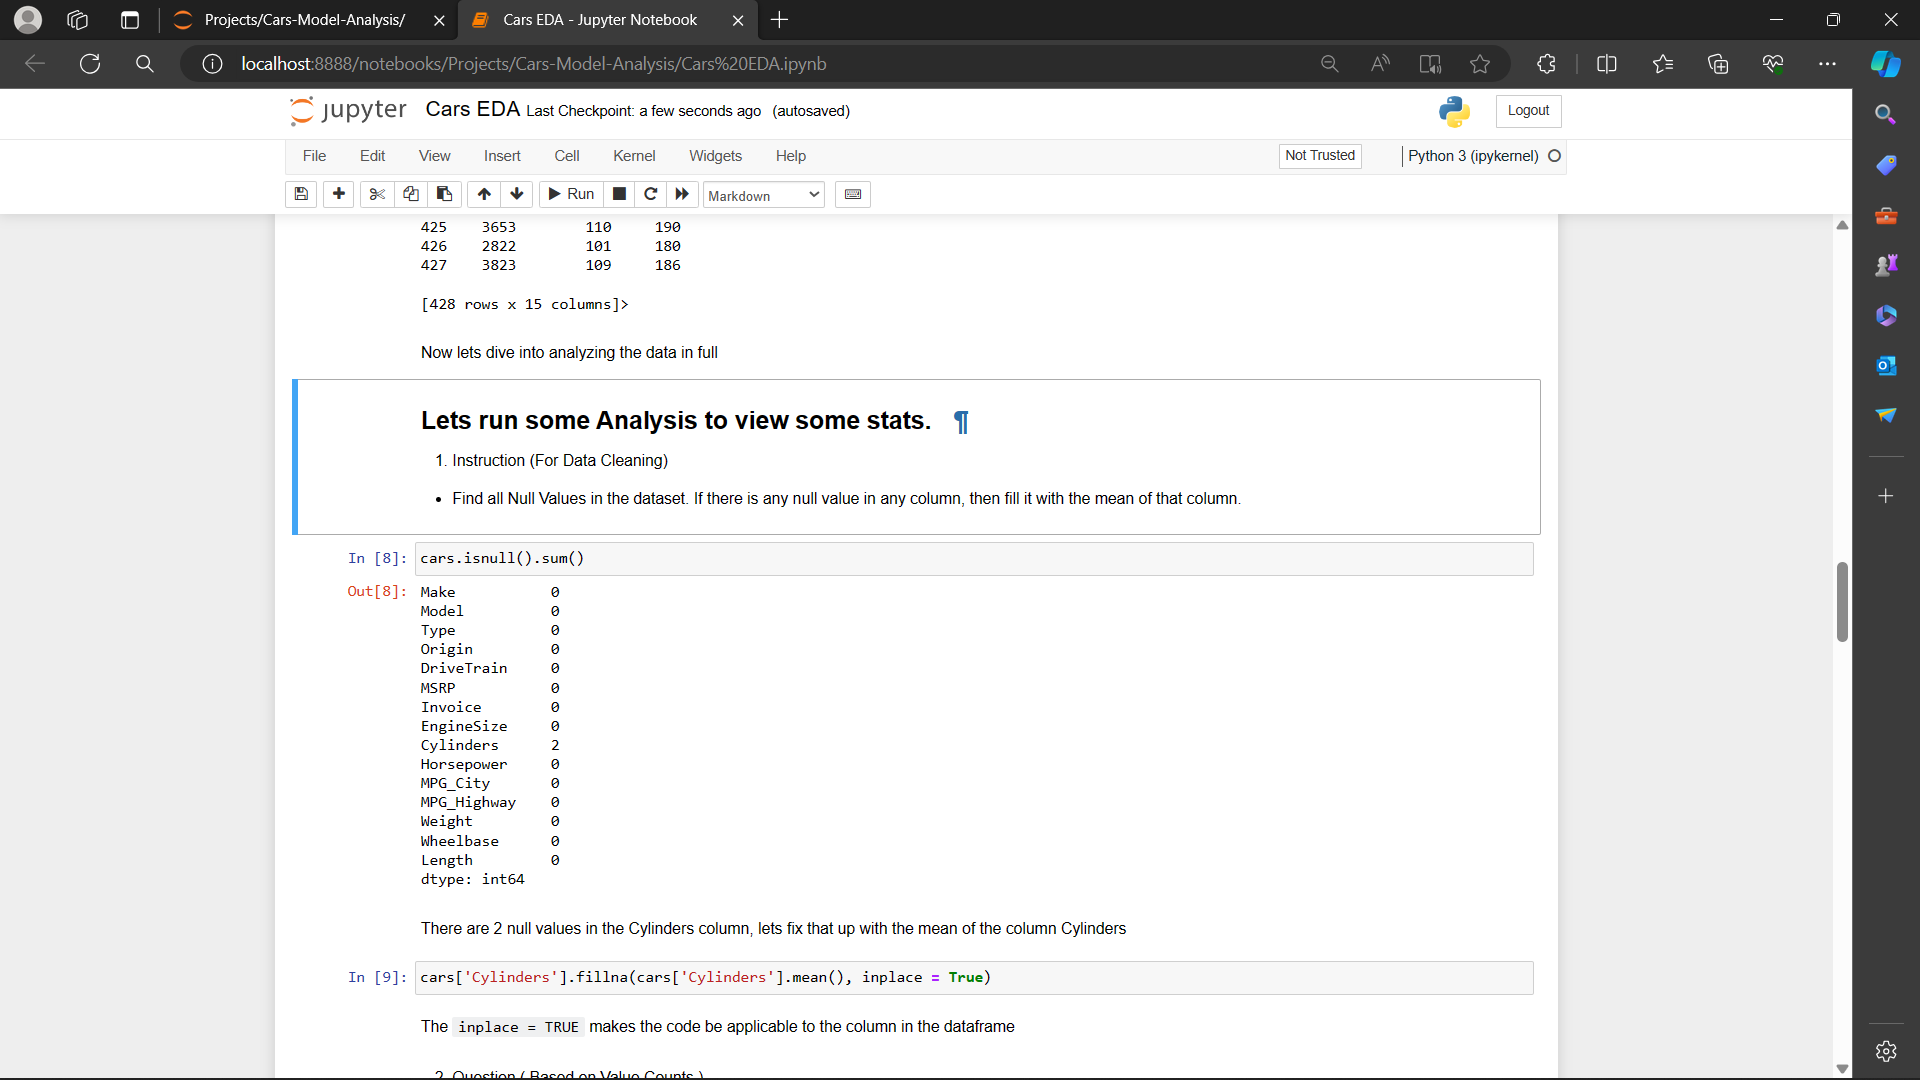 Projects/Cars-Model-Analysis/
Cars EDA - Jupyter Notebook
localhost:8888/notebooks/Projects/Cars-Model-Analysis/Cars%20EDA.ipynb
jupyter Cars EDA Last Checkpoint: a few seconds ago (autosaved)
Logout
File Edit View Insert Cell Kernel Widgets Help
Not Trusted
Python 3 (ipykernel)
Run
Markdown
425 3653 110 190
426 2822 101 180
427 3823 109 186
[428 rows x 15 columns]>
Now lets dive into analyzing the data in full
Lets run some Analysis to view some stats. ¶
1. Instruction (For Data Cleaning)
• Find all Null Values in the dataset. If there is any null value in any column, then fill it with the mean of that column.
In [8]: cars.isnull().sum()
Out[8]: Make 0
Model 0
Type 0
Origin 0
DriveTrain 0
MSRP 0
Invoice 0
EngineSize 0
Cylinders 2
Horsepower 0
MPG_City 0
MPG_Highway 0
Weight 0
Wheelbase 0
Length 0
dtype: int64
There are 2 null values in the Cylinders column, lets fix that up with the mean of the column Cylinders
In [9]: cars['Cylinders'].fillna(cars['Cylinders'].mean(), inplace = True)
The inplace = TRUE makes the code be applicable to the column in the dataframe
2. Question ( Based on Value Counts )